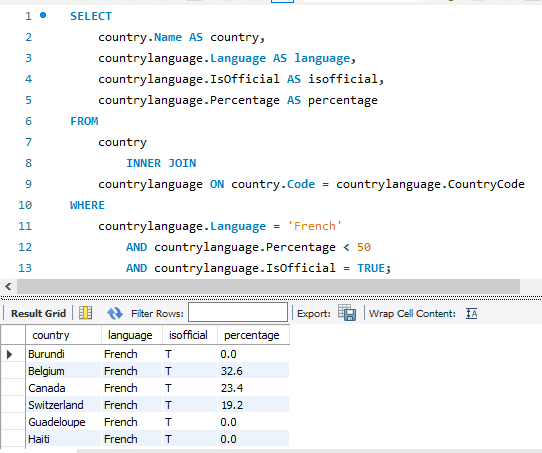 1 SELECT
2 country.Name AS country,
3 countrylanguage.Language AS language,
4 countrylanguage.IsOfficial AS isofficial,
5 countrylanguage.Percentage AS percentage
6 FROM
7 country
8 INNER JOIN
9 countrylanguage ON country.Code = countrylanguage.CountryCode
10 WHERE
11 countrylanguage.Language = 'French'
12 AND countrylanguage.Percentage < 50
13 AND countrylanguage.IsOfficial = TRUE;
Result Grid Filter Rows: Export: Wrap Cell Content:
country language isofficial percentage
Burundi French T 0.0
Belgium French T 32.6
Canada French T 23.4
Switzerland French T 19.2
Guadeloupe French T 0.0
Haiti French T 0.0